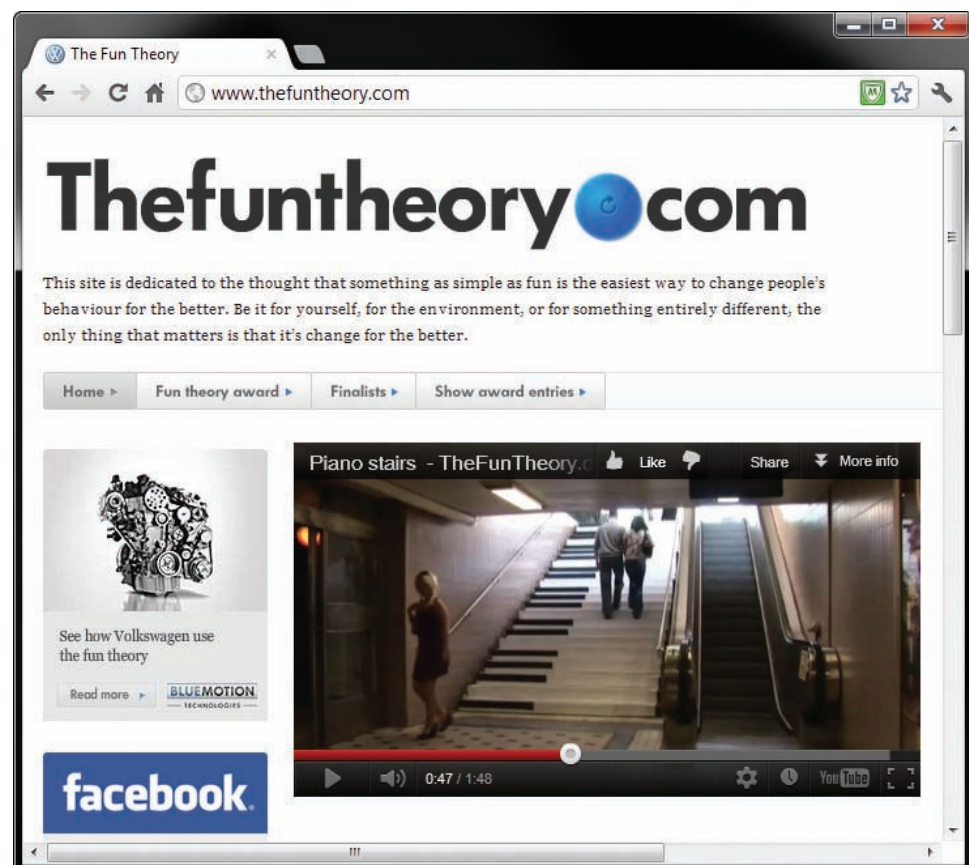 The Fun Theory
www.thefuntheory.com
Thefuntheory.com
This site is dedicated to the thought that something as simple as fun is the easiest way to change people's
behaviour for the better. Be it for yourself, for the environment, or for something entirely different, the
only thing that matters is that it's change for the better.
Home
Fun theory award
Finalists
Show award entries
Piano stairs - TheFunTheory.c
Like
Share
More info
See how Volkswagen use
the fun theory
Read more
BLUEMOTION
TECHNOLOGIES
0:47 / 1:48
YouTube
facebook.